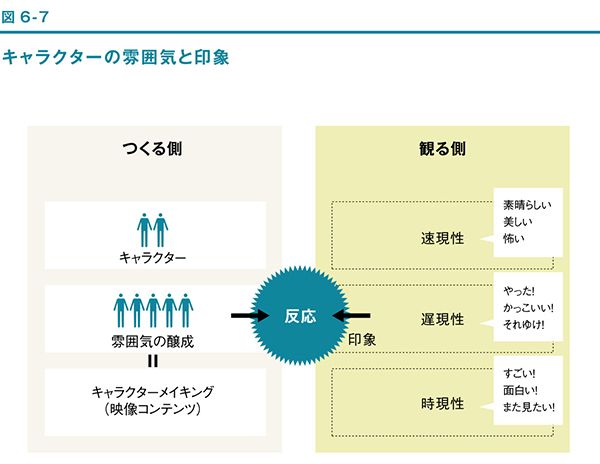 図 6-7
キャラクターの雰囲気と印象
つくる側
キャラクター
雰囲気の醸成
キャラクターメイキング
（映像コンテンツ）
反応
印象
観る側
速現性
素晴らしい
美しい
怖い
遅現性
やった!
かっこいい!
それゆけ!
時現性
すごい!
面白い!
また見たい!